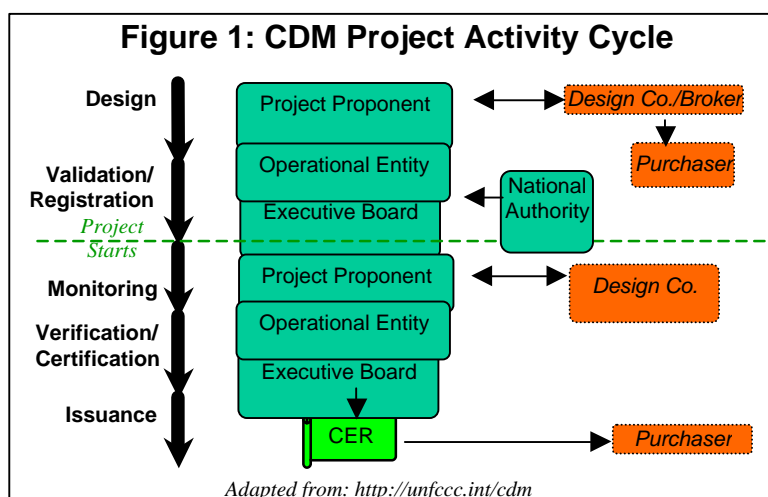 Figure 1: CDM Project Activity Cycle
Design
Project Proponent
Design Co./Broker
Purchaser
Validation/
Registration
Operational Entity
National
Authority
Executive Board
Project
Starts
Monitoring
Project Proponent
Design Co.
Verification/
Certification
Operational Entity
Executive Board
Issuance
CER
Purchaser
Adapted from: http://unfccc.int/cdm